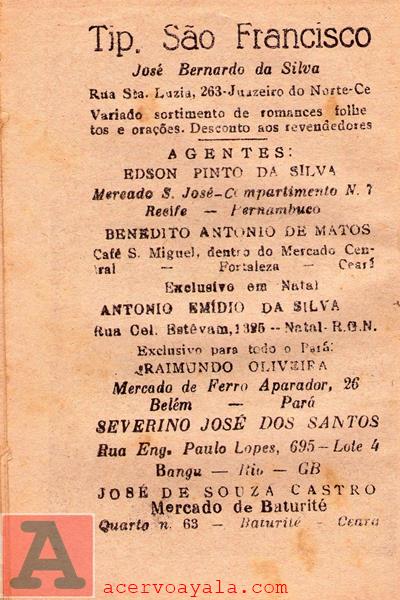 Tip. São Francisco
José Bernardo da Silva
Rua Sta. Luzia, 263-Juazeiro do Norte-Ce
Variado sortimento de romances folhe
tos e orações. Desconto aos revendedores
AGENTES:
EDSON PINTO DA SILVA
Mercado S. José-Compartimento N. 7
Recife — Pernambuco
BENEDITO ANTONIO DE MATOS
Café S. Miguel, dentro do Mercado Cen-
tral — Fortaleza — Ceará
Exclusivo em Natal
ANTONIO EMÍDIO DA SILVA
Rua Cel. Estêvam, 1325 — Natal- R.G.N.
Exclusivo para todo o Pará:
RAIMUNDO OLIVEIRA
Mercado de Ferro Aparador, 26
Belém — Pará
SEVERINO JOSÉ DOS SANTOS
Rua Eng. Paulo Lopes, 695 — Lote 4
Bangu — Rio — GB
JOSÉ DE SOUZA CASTRO
Mercado de Baturité
Quarto n. 63 - Baturité - Ceara
A
acervoayala.com